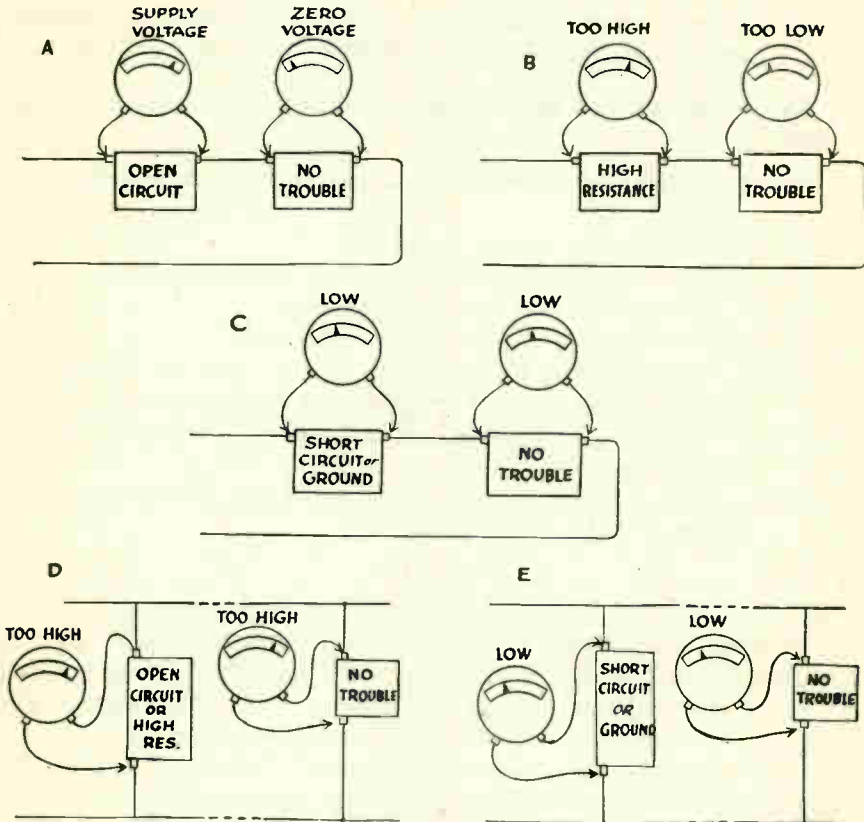 A
SUPPLY
VOLTAGE
ZERO
VOLTAGE
OPEN
CIRCUIT
NO
TROUBLE
B
TOO HIGH
TOO LOW
HIGH
RESISTANCE
NO
TROUBLE
C
LOW
LOW
SHORT
CIRCUIT or
GROUND
NO
TROUBLE
D
TOO HIGH
TOO HIGH
OPEN
CIRCUIT
OR
HIGH
RES.
NO
TROUBLE
E
LOW
LOW
SHORT
CIRCUIT
OR
GROUND
NO
TROUBLE